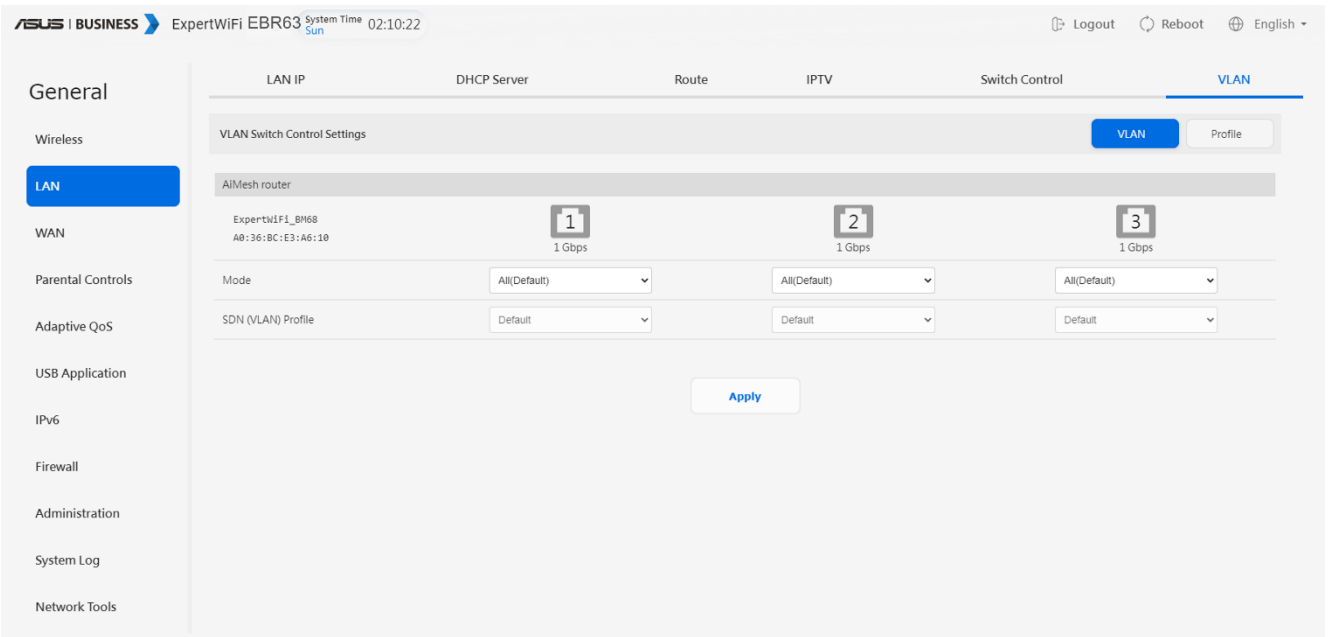 ASUS | BUSINESS ExpertWiFi EBR63 System Time Sun 02:10:22 Logout Reboot English
General
LAN IP DHCP Server Route IPTV Switch Control VLAN
Wireless
LAN
WAN
Parental Controls
Adaptive QoS
USB Application
IPv6
Firewall
Administration
System Log
Network Tools
VLAN Switch Control Settings VLAN Profile
AiMesh router
ExpertWiFi_BM68
A0:36:BC:E3:A6:10
1 2 3
1 Gbps 1 Gbps 1 Gbps
Mode All(Default) All(Default) All(Default)
SDN (VLAN) Profile Default Default Default
Apply